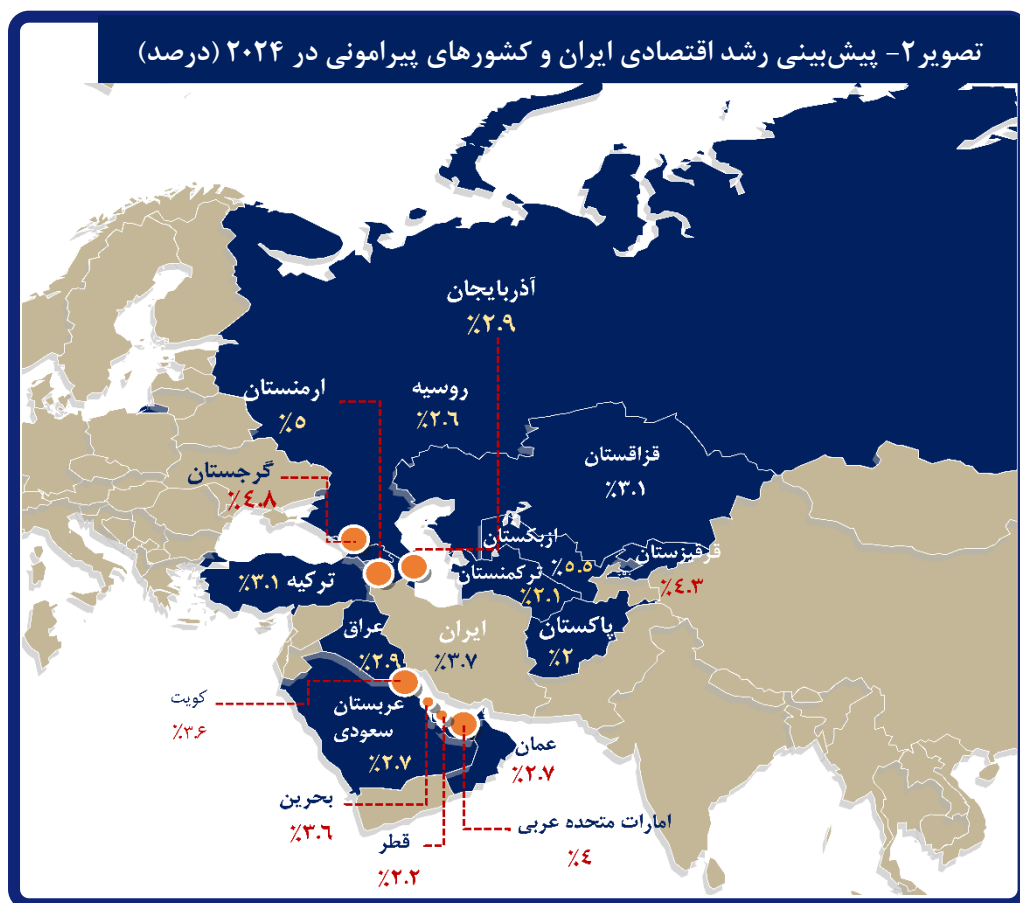 تصویر۲- پیش‌بینی رشد اقتصادی ایران و کشورهای پیرامونی در ۲۰۲۴ (درصد)
آذربایجان
٪۲.۹
روسیه
٪۲.۶
ارمنستان
٪۵
گرجستان
٪۴.۸
قزاقستان
٪۳.۱
ازبکستان
٪۵.۵
قرقیزستان
٪۴.۳
ترکمنستان
٪۲.۱
ترکیه ٪۳.۱
پاکستان
٪۲
ایران
٪۳.۷
عراق
٪۲.۹
کویت
٪۳.۶
عربستان
سعودی
٪۲.۷
عمان
٪۲.۷
بحرین
٪۳.۶
امارات متحده عربی
٪۴
قطر
٪۲.۲